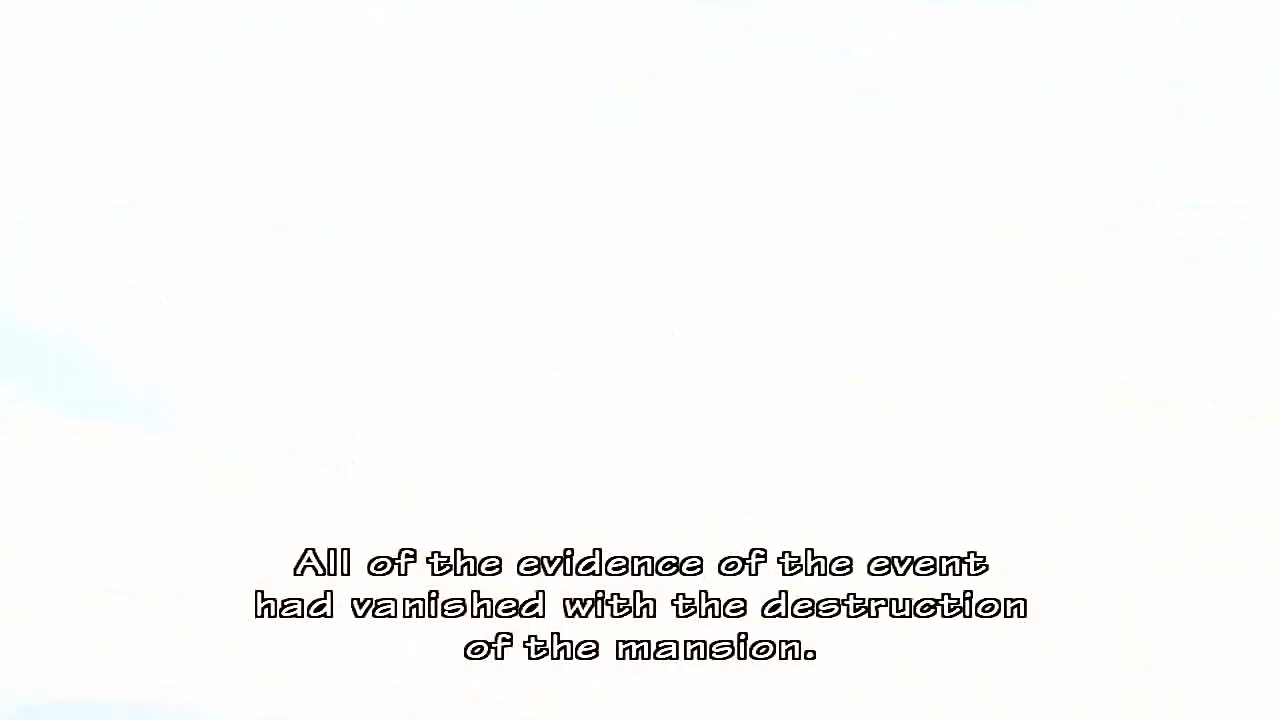 All of the evidence of the event
had vanished with the destruction
of the mansion.